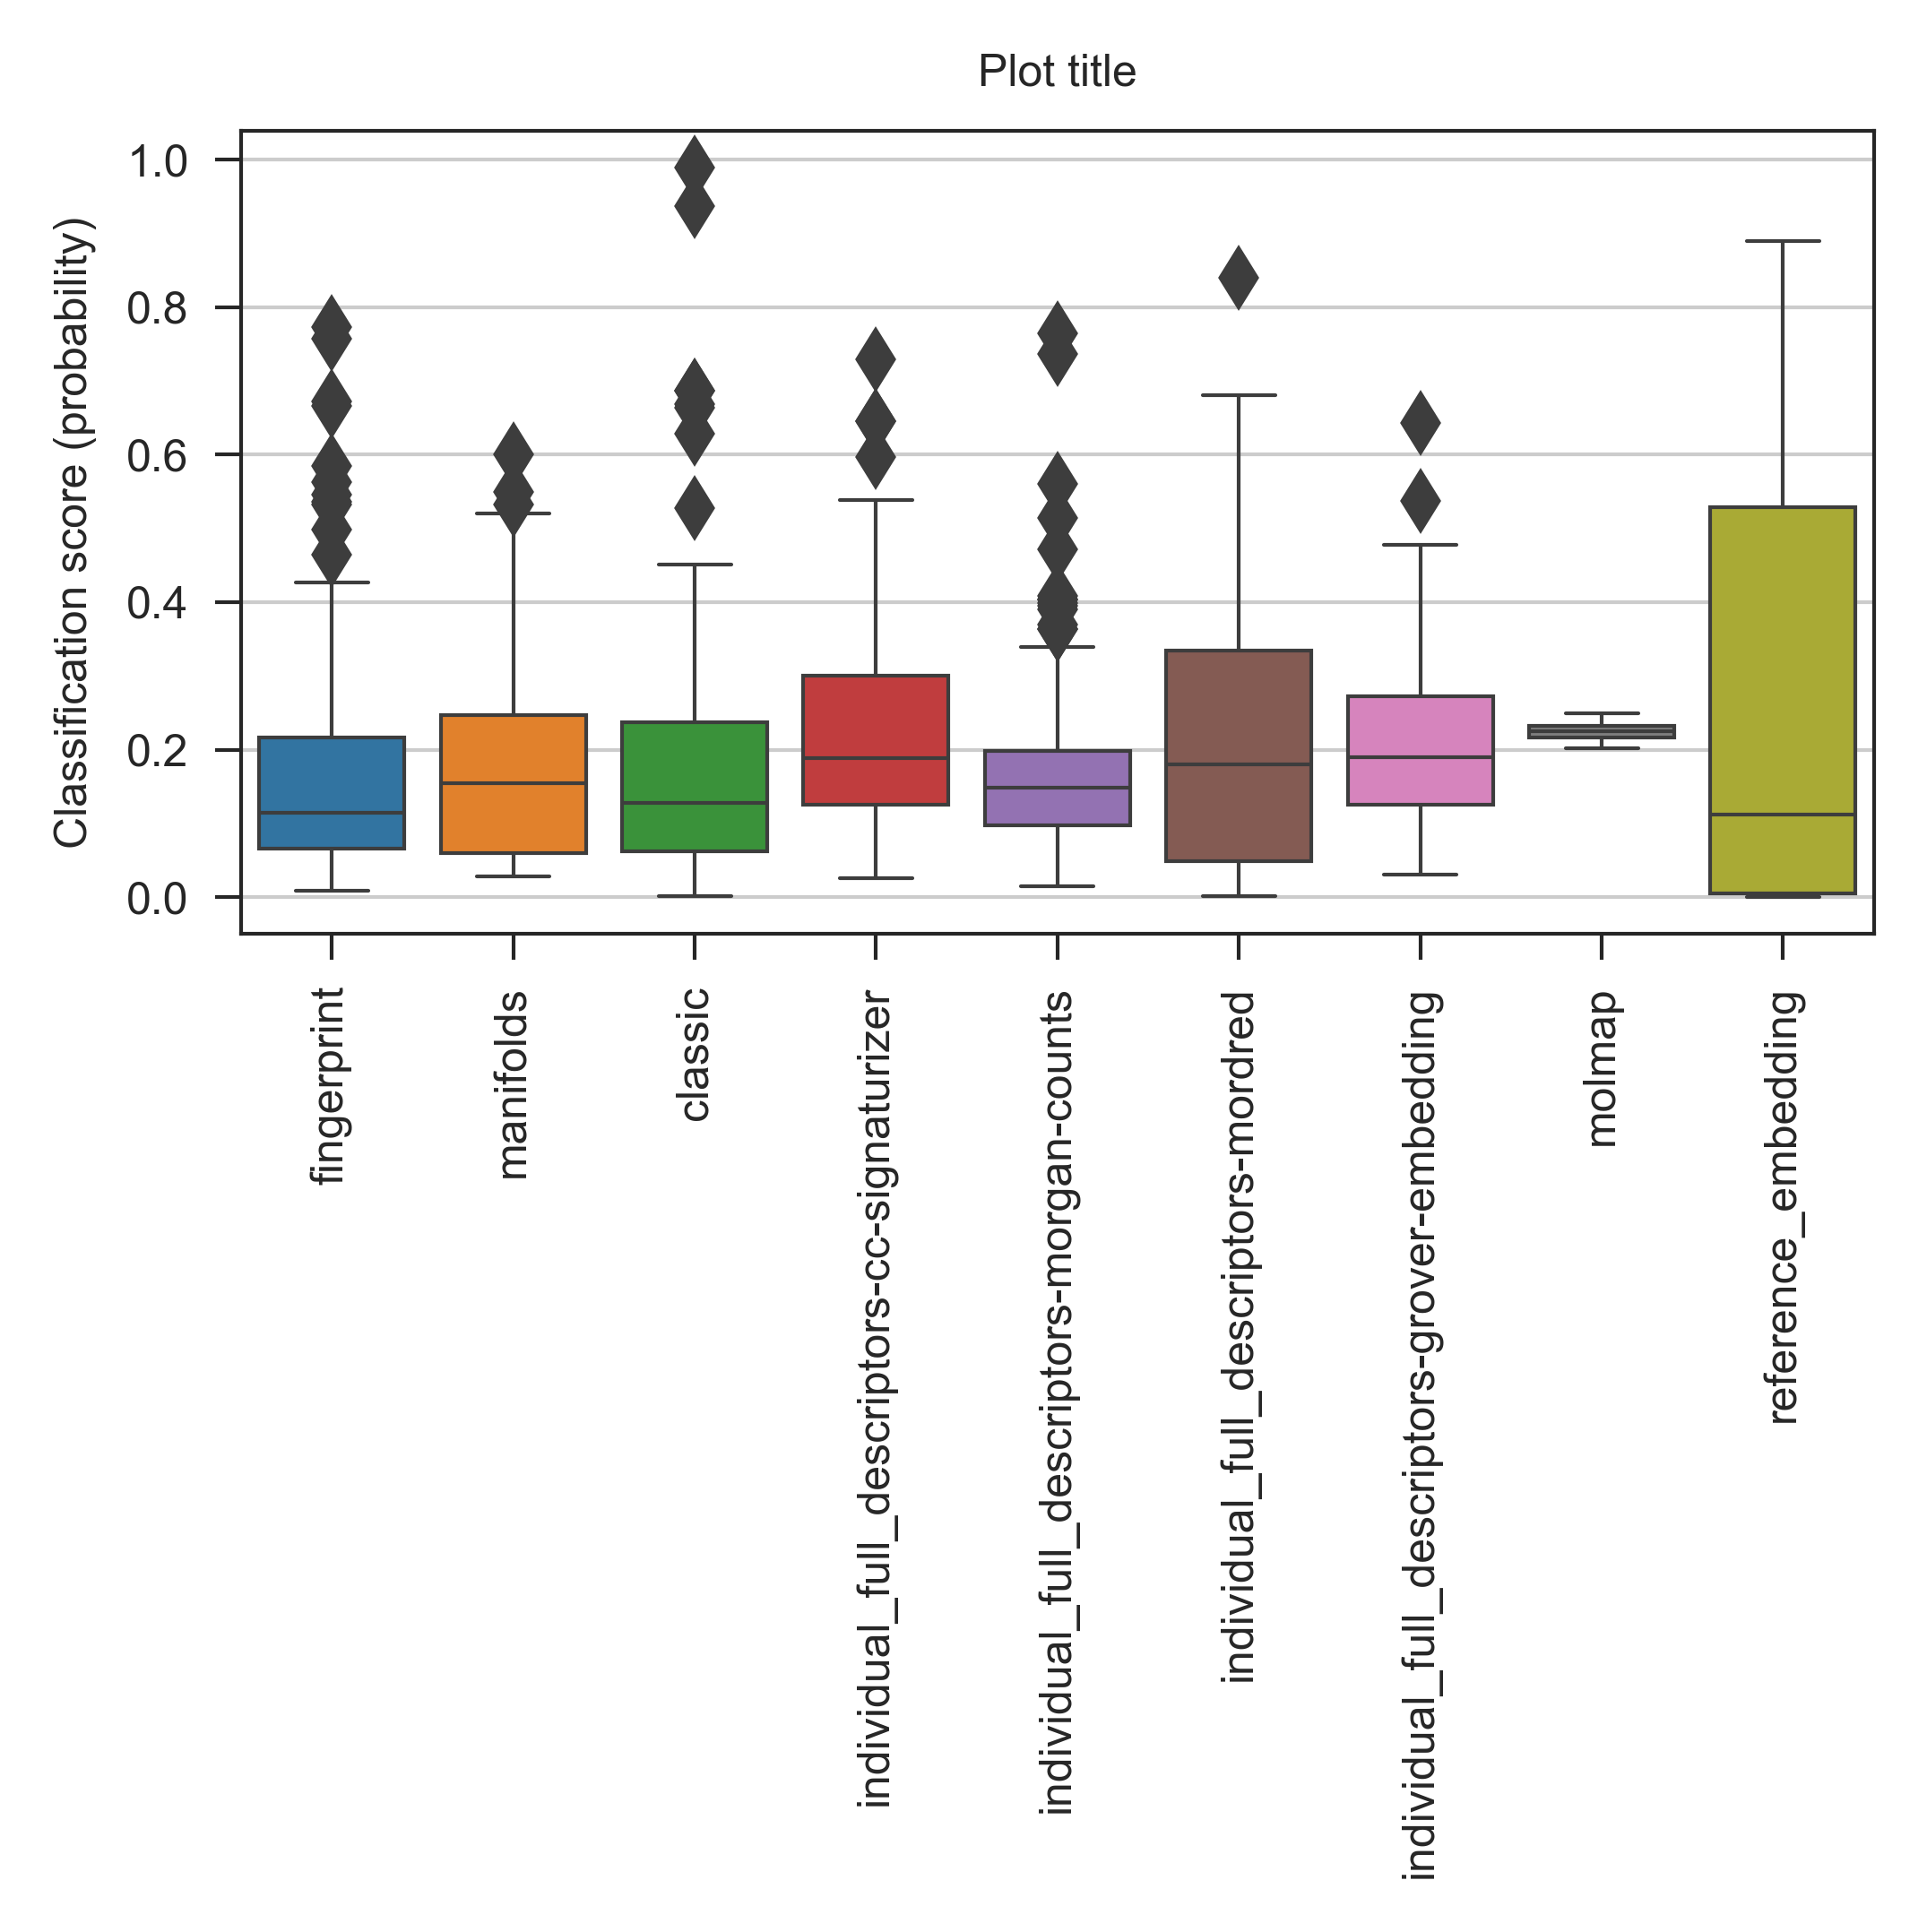 Plot title
Classification score (probability)
1.0
0.8
0.6
0.4
0.2
0.0
fingerprint
manifolds
classic
individual_full_descriptors-cc-signaturizer
individual_full_descriptors-morgan-counts
individual_full_descriptors-mordred
individual_full_descriptors-grover-embedding
molmap
reference_embedding